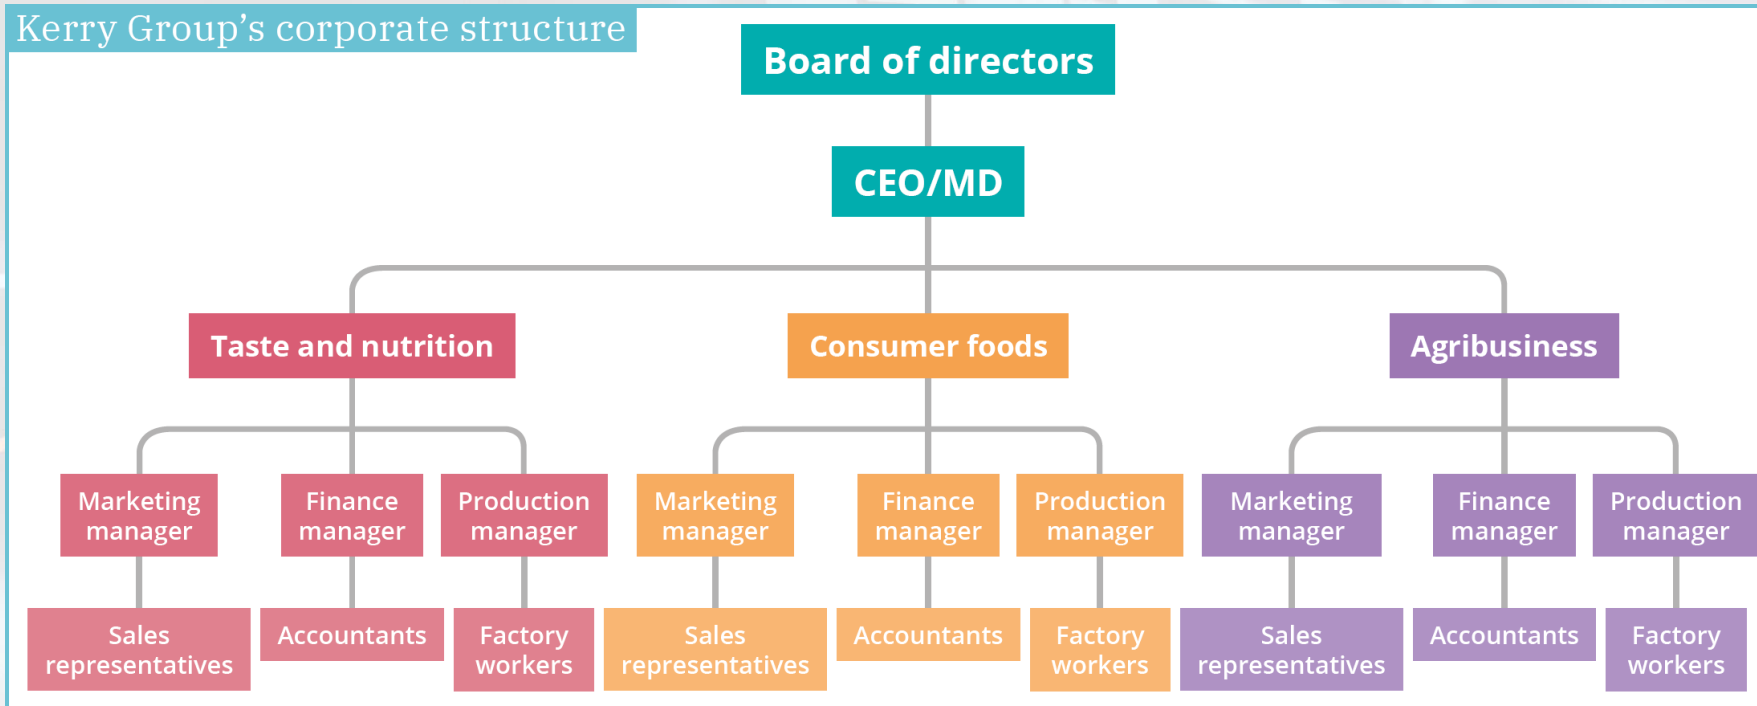 Kerry Group’s corporate structure
Board of directors
CEO/MD
Taste and nutrition
Consumer foods
Agribusiness
Marketing
manager
Finance
manager
Production
manager
Marketing
manager
Finance
manager
Production
manager
Marketing
manager
Finance
manager
Production
manager
Sales
representatives
Accountants
Factory
workers
Sales
representatives
Accountants
Factory
workers
Sales
representatives
Accountants
Factory
workers